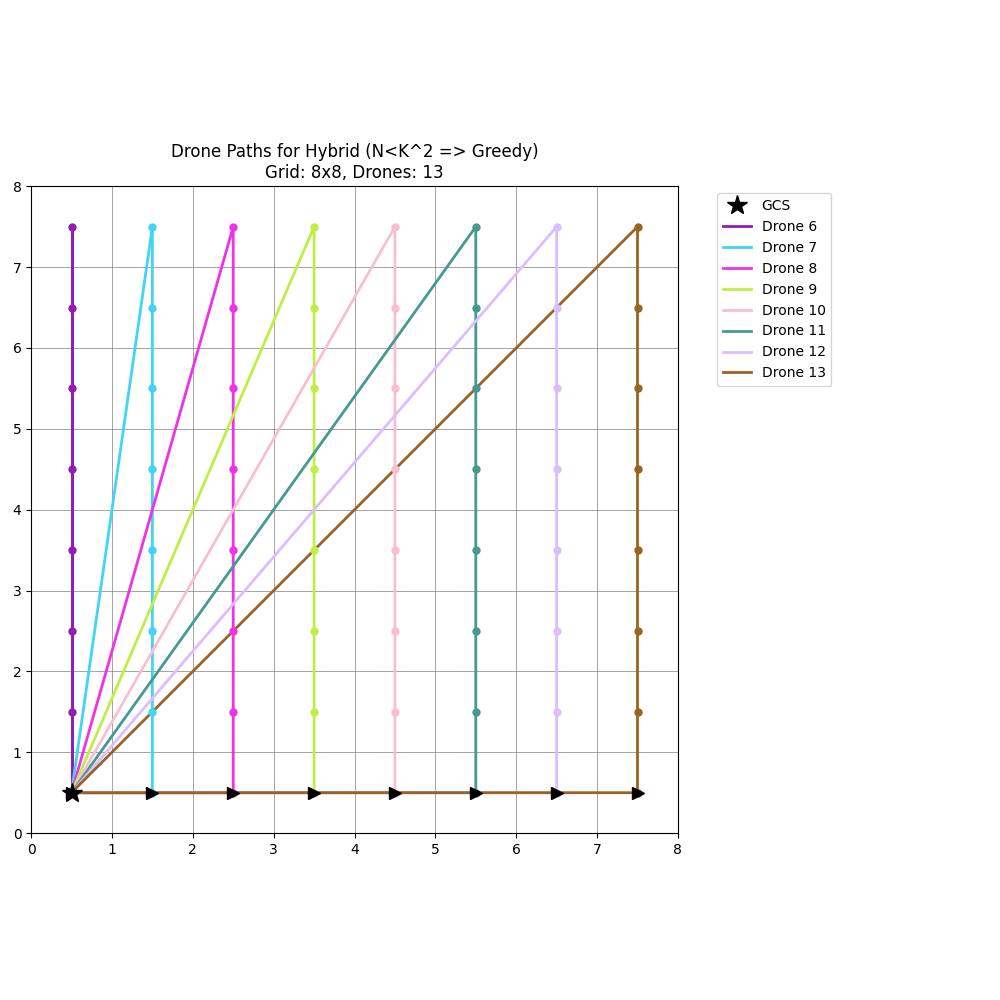 Drone Paths for Hybrid (N<K^2 => Greedy)
Grid: 8x8, Drones: 13
8
7
6
5
4
3
2
1
0
0 1 2 3 4 5 6 7 8
GCS
Drone 6
Drone 7
Drone 8
Drone 9
Drone 10
Drone 11
Drone 12
Drone 13